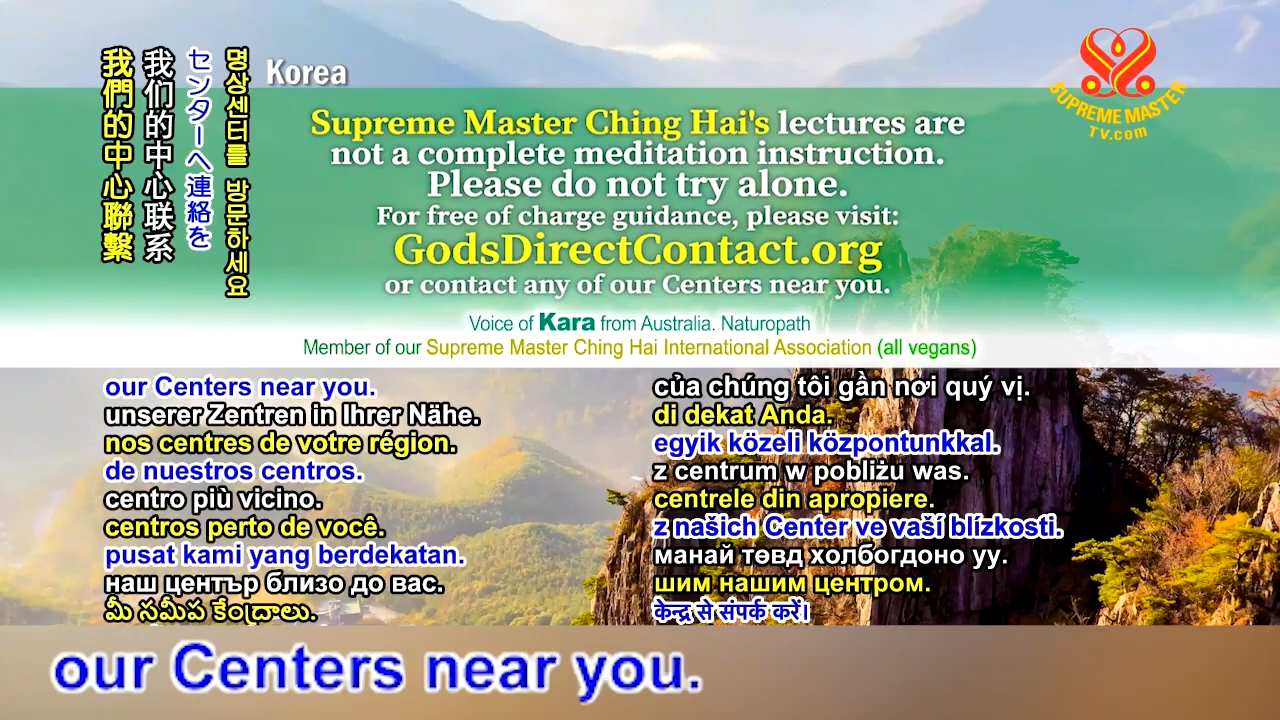 我們的中心聯繫
我们的中心联系
センターへ連絡を
명상센터를 방문하세요
Korea
SUPREME MASTER
TV.com
Supreme Master Ching Hai's lectures are
not a complete meditation instruction.
Please do not try alone.
For free of charge guidance, please visit:
GodsDirectContact.org
or contact any of our Centers near you.
Voice of Kara from Australia. Naturopath
Member of our Supreme Master Ching Hai International Association (all vegans)
our Centers near you.
unserer Zentren in Ihrer Nähe.
nos centres de votre région.
de nuestros centros.
centro più vicino.
centros perto de você.
pusat kami yang berdekatan.
наш център близо до вас.
మీ సమీప కేంద్రాలు.
của chúng tôi gần nơi quý vị.
di dekat Anda.
egyik közeli központunkkal.
z centrum w pobliżu was.
centrele din apropiere.
z našich Center ve vaší blízkosti.
манай төвд холбогдоно уу.
шим нашим центром.
केन्द्र से संपर्क करें।
our Centers near you.